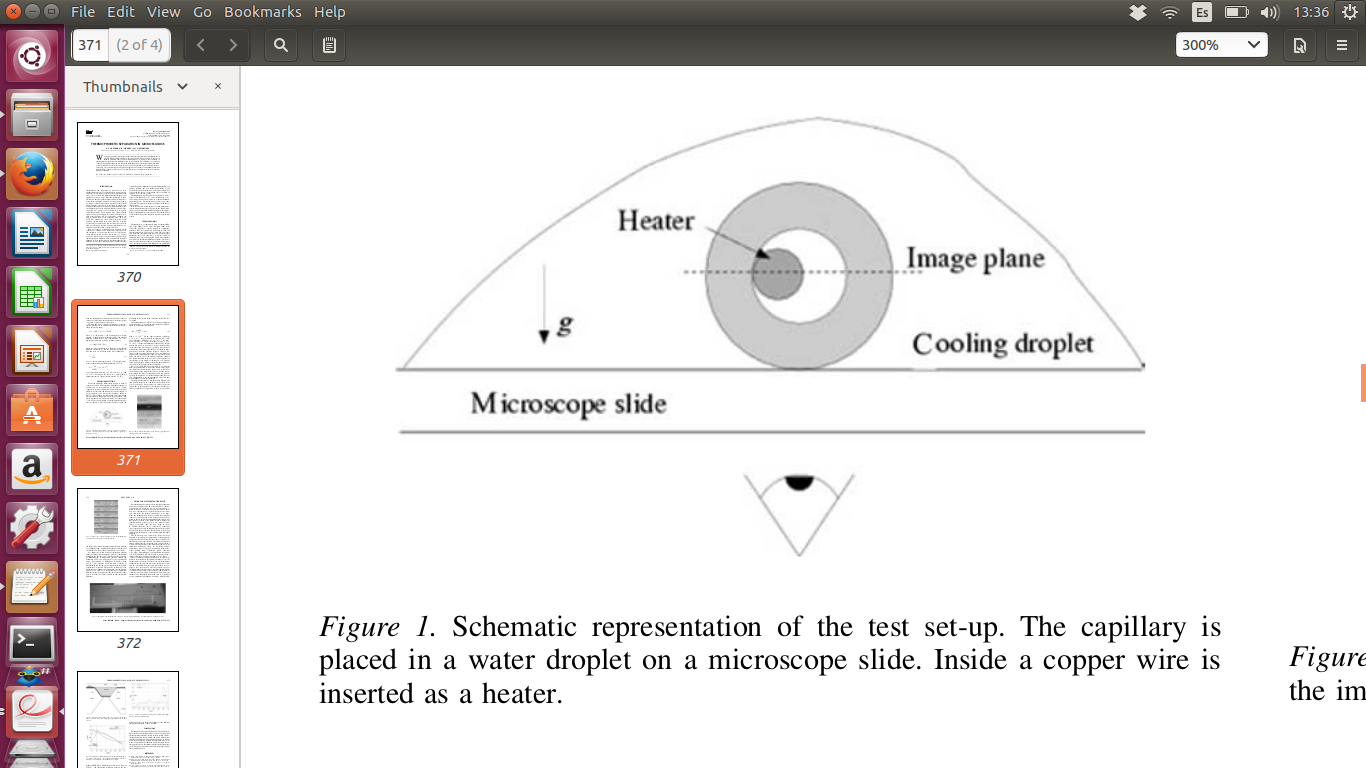 File Edit View Go Bookmarks Help
Es
13:36
371 (2 of 4)
300%
Thumbnails
×
370
371
372
Heater
Image plane
g
Cooling droplet
Microscope slide
Figure 1. Schematic representation of the test set-up. The capillary is
placed in a water droplet on a microscope slide. Inside a copper wire is
inserted as a heater.
Figure
the im